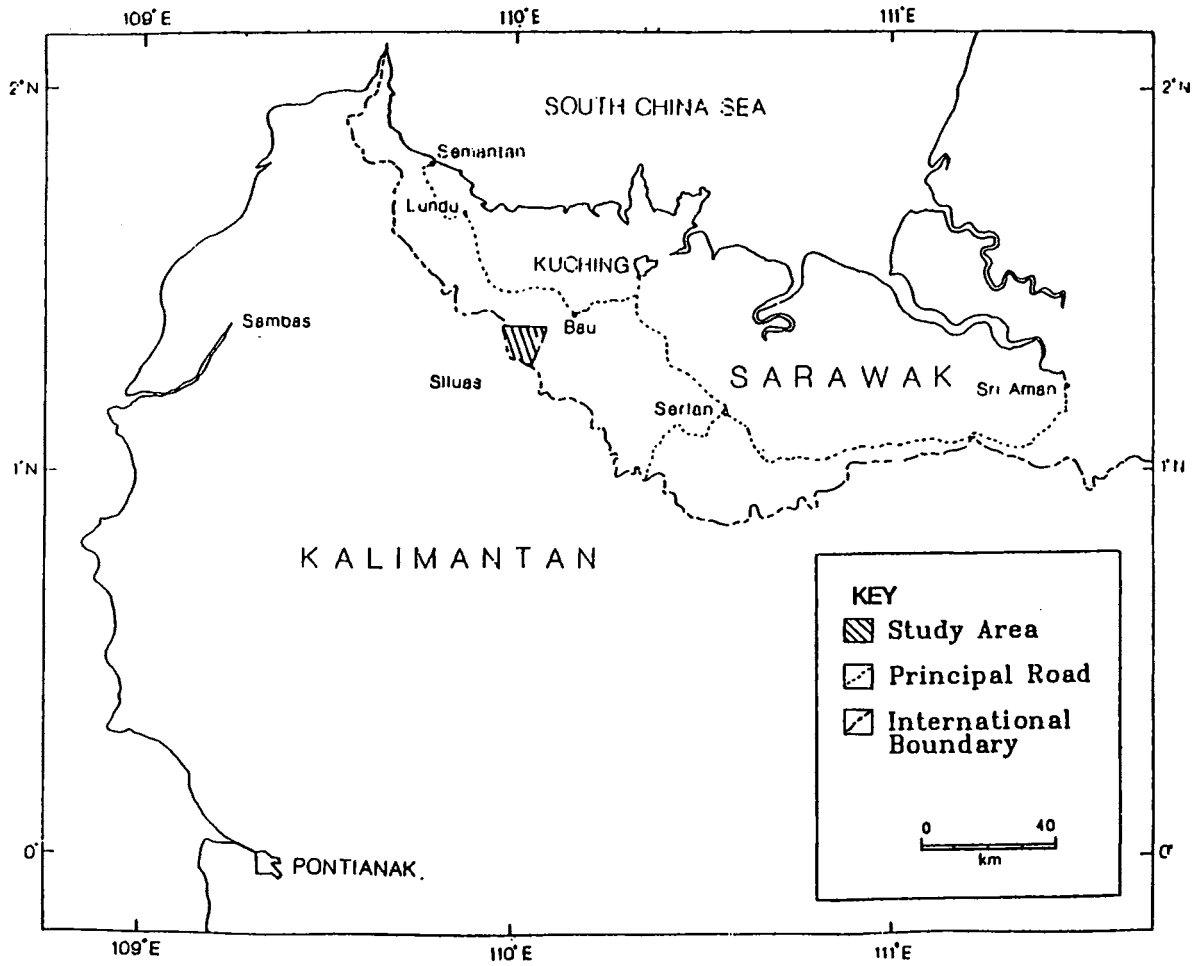 109°E 110°E 111°E
2°N 2°N
SOUTH CHINA SEA
Semantan
Lundu
KUCHING
Sambas
Bau
SARAWAK
Siluas
Sri Aman
Serian
1°N 1°N
KALIMANTAN
KEY
Study Area
Principal Road
International
Boundary
0 40
km
0° 0°
PONTIANAK.
109°E 110°E 111°E